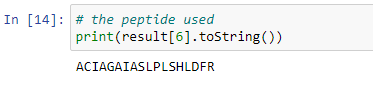 In [14]: # the peptide used
print(result[6].toString())
ACIAGAIASLPLSHLDFR